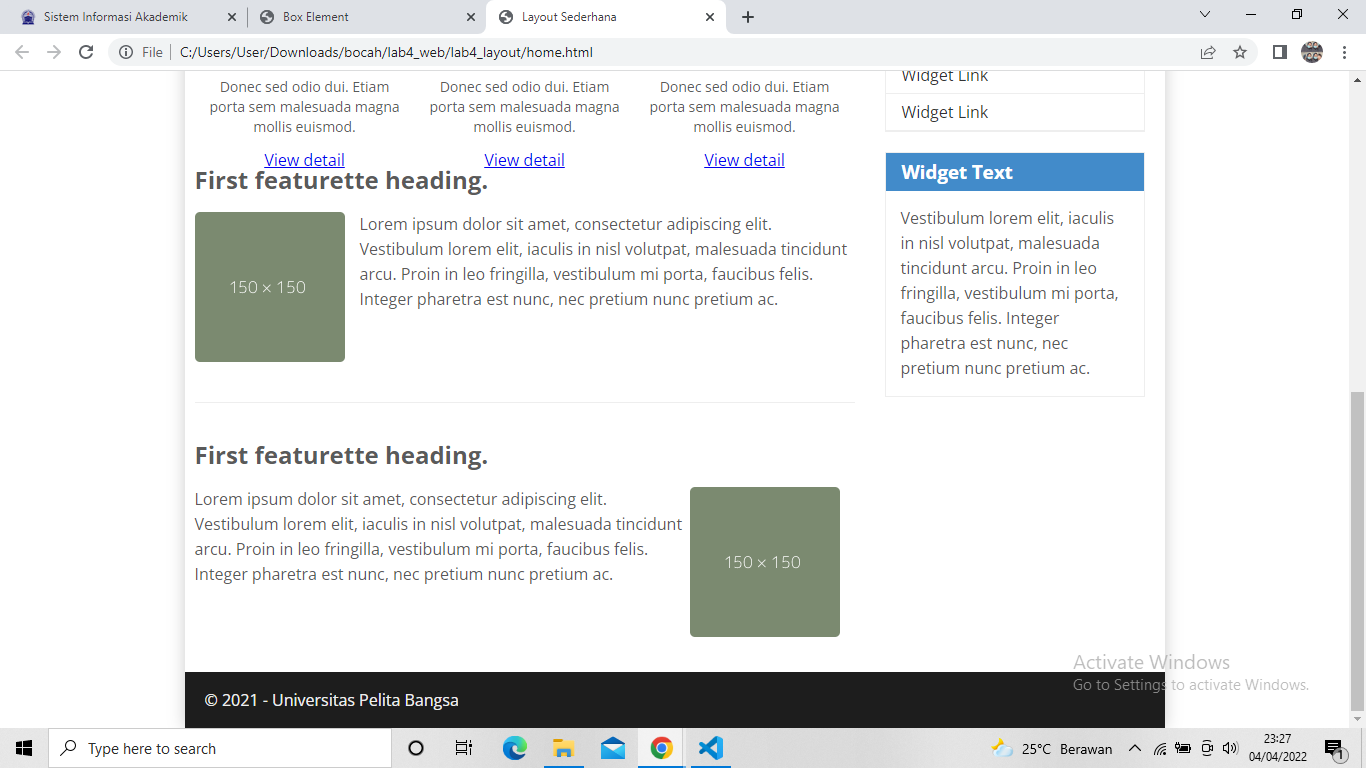 Sistem Informasi Akademik
Box Element
Layout Sederhana
File
C:/Users/User/Downloads/bocah/lab4_web/lab4_layout/home.html
Donec sed odio dui. Etiam
porta sem malesuada magna
mollis euismod.
View detail
Donec sed odio dui. Etiam
porta sem malesuada magna
mollis euismod.
View detail
Donec sed odio dui. Etiam
porta sem malesuada magna
mollis euismod.
View detail
First featurette heading.
150 × 150
Lorem ipsum dolor sit amet, consectetur adipiscing elit.
Vestibulum lorem elit, iaculis in nisl volutpat, malesuada tincidunt
arcu. Proin in leo fringilla, vestibulum mi porta, faucibus felis.
Integer pharetra est nunc, nec pretium nunc pretium ac.
First featurette heading.
Lorem ipsum dolor sit amet, consectetur adipiscing elit.
Vestibulum lorem elit, iaculis in nisl volutpat, malesuada tincidunt
arcu. Proin in leo fringilla, vestibulum mi porta, faucibus felis.
Integer pharetra est nunc, nec pretium nunc pretium ac.
150 × 150
Widget Link
Widget Link
Widget Text
Vestibulum lorem elit, iaculis
in nisl volutpat, malesuada
tincidunt arcu. Proin in leo
fringilla, vestibulum mi porta,
faucibus felis. Integer
pharetra est nunc, nec
pretium nunc pretium ac.
© 2021 - Universitas Pelita Bangsa
Activate Windows
Go to Settings to activate Windows.
Type here to search
25°C Berawan
23:27
04/04/2022
1